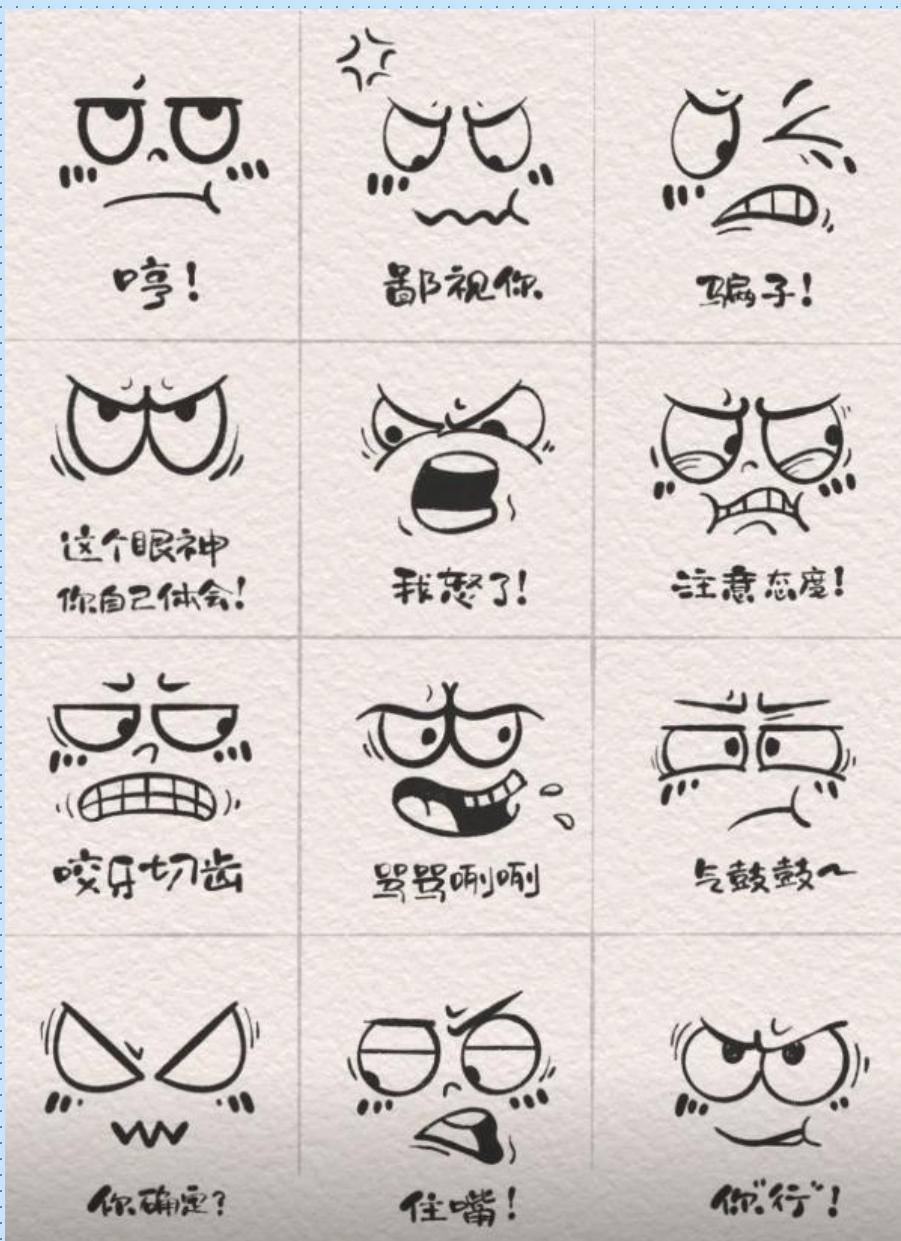 哼！
鄙视你.
骗子！
这个眼神
你自己体会！
我怒了！
注意态度！
咬牙切齿
骂骂咧咧
气鼓鼓～
你确定？
住嘴！
你“行”！